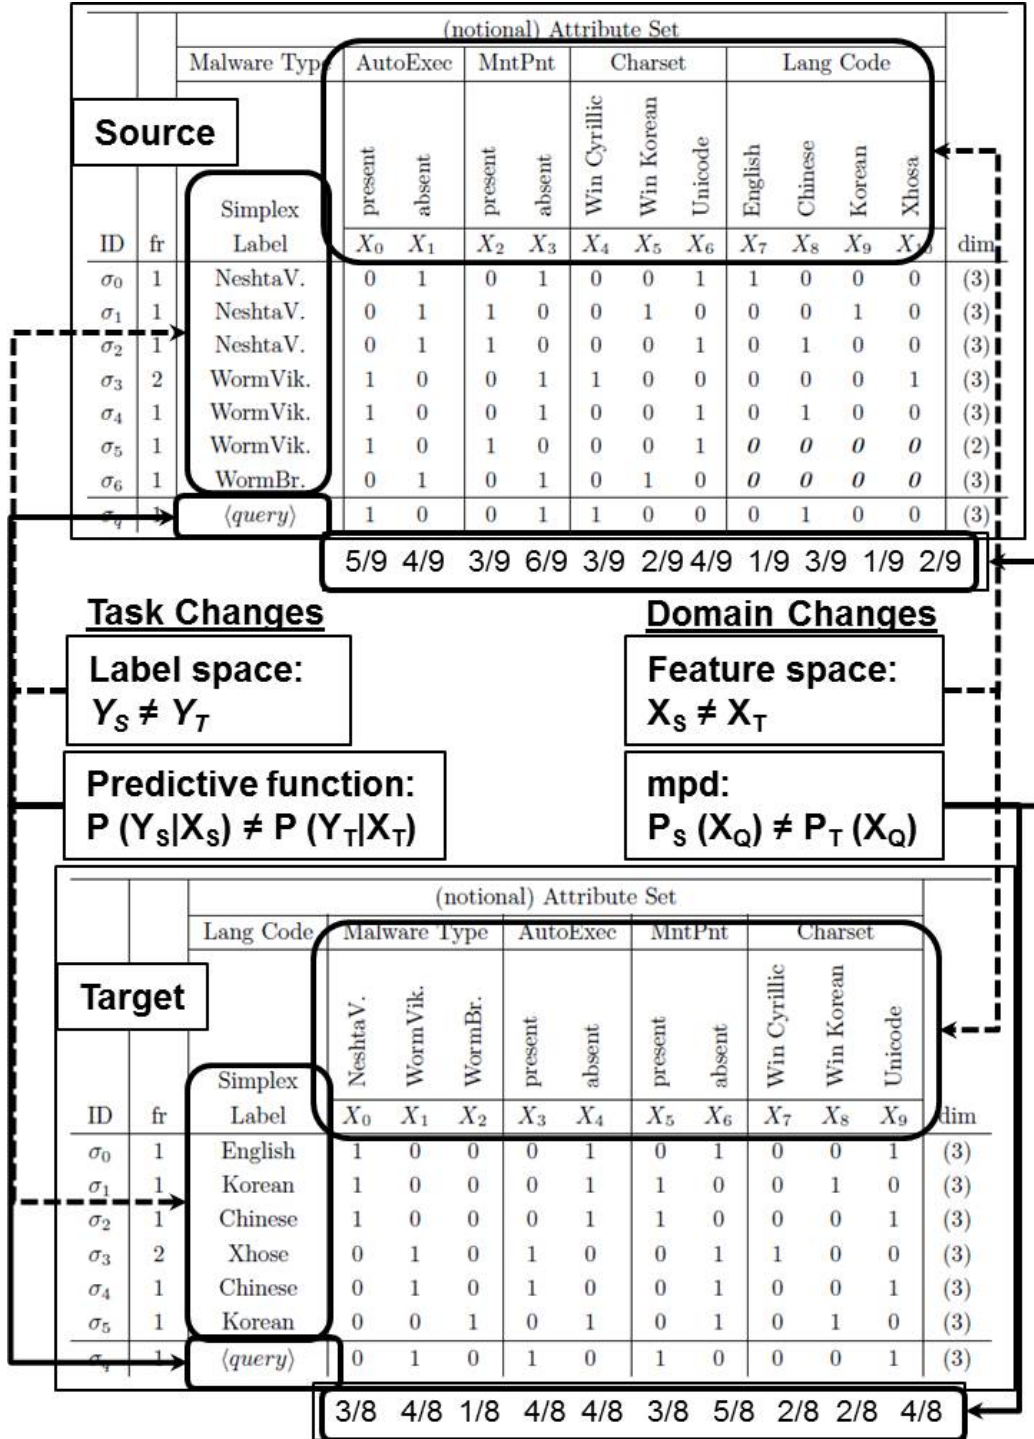 (notional) Attribute Set
Malware Type AutoExec MntPnt Charset Lang Code
Source
present absent present absent Win Cyrillic Win Korean Unicode English Chinese Korean Xhosa
Simplex
ID fr Label X₀ X₁ X₂ X₃ X₄ X₅ X₆ X₇ X₈ X₉ X₁₀ dim
σ₀ 1 NeshtaV. 0 1 0 1 0 0 1 1 0 0 0 (3)
σ₁ 1 NeshtaV. 0 1 1 0 0 1 0 0 0 1 0 (3)
σ₂ 1 NeshtaV. 0 1 1 0 0 0 1 0 1 0 0 (3)
σ₃ 2 WormVik. 1 0 0 1 1 0 0 0 0 0 1 (3)
σ₄ 1 WormVik. 1 0 0 1 0 0 1 0 1 0 0 (3)
σ₅ 1 WormVik. 1 0 1 0 0 0 1 0 0 0 0 (2)
σ₆ 1 WormBr. 0 1 0 1 0 1 0 0 0 0 0 (3)
σq 1 ⟨query⟩ 1 0 0 1 1 0 0 0 1 0 0 (3)
5/9 4/9 3/9 6/9 3/9 2/9 4/9 1/9 3/9 1/9 2/9
Task Changes Domain Changes
Label space: Feature space:
Y_S ≠ Y_T X_S ≠ X_T
Predictive function: mpd:
P (Y_S|X_S) ≠ P (Y_T|X_T) P_S (X_Q) ≠ P_T (X_Q)
(notional) Attribute Set
Lang Code Malware Type AutoExec MntPnt Charset
Target
NeshtaV. WormVik. WormBr. present absent present absent Win Cyrillic Win Korean Unicode
Simplex
ID fr Label X₀ X₁ X₂ X₃ X₄ X₅ X₆ X₇ X₈ X₉ dim
σ₀ 1 English 1 0 0 0 1 0 1 0 0 1 (3)
σ₁ 1 Korean 1 0 0 0 1 1 0 0 1 0 (3)
σ₂ 1 Chinese 1 0 0 0 1 1 0 0 0 1 (3)
σ₃ 2 Xhose 0 1 0 1 0 0 1 1 0 0 (3)
σ₄ 1 Chinese 0 1 0 1 0 0 1 0 0 1 (3)
σ₅ 1 Korean 0 0 1 0 1 0 1 0 1 0 (3)
σq 1 ⟨query⟩ 0 1 0 1 0 1 0 0 0 1 (3)
3/8 4/8 1/8 4/8 4/8 3/8 5/8 2/8 2/8 4/8